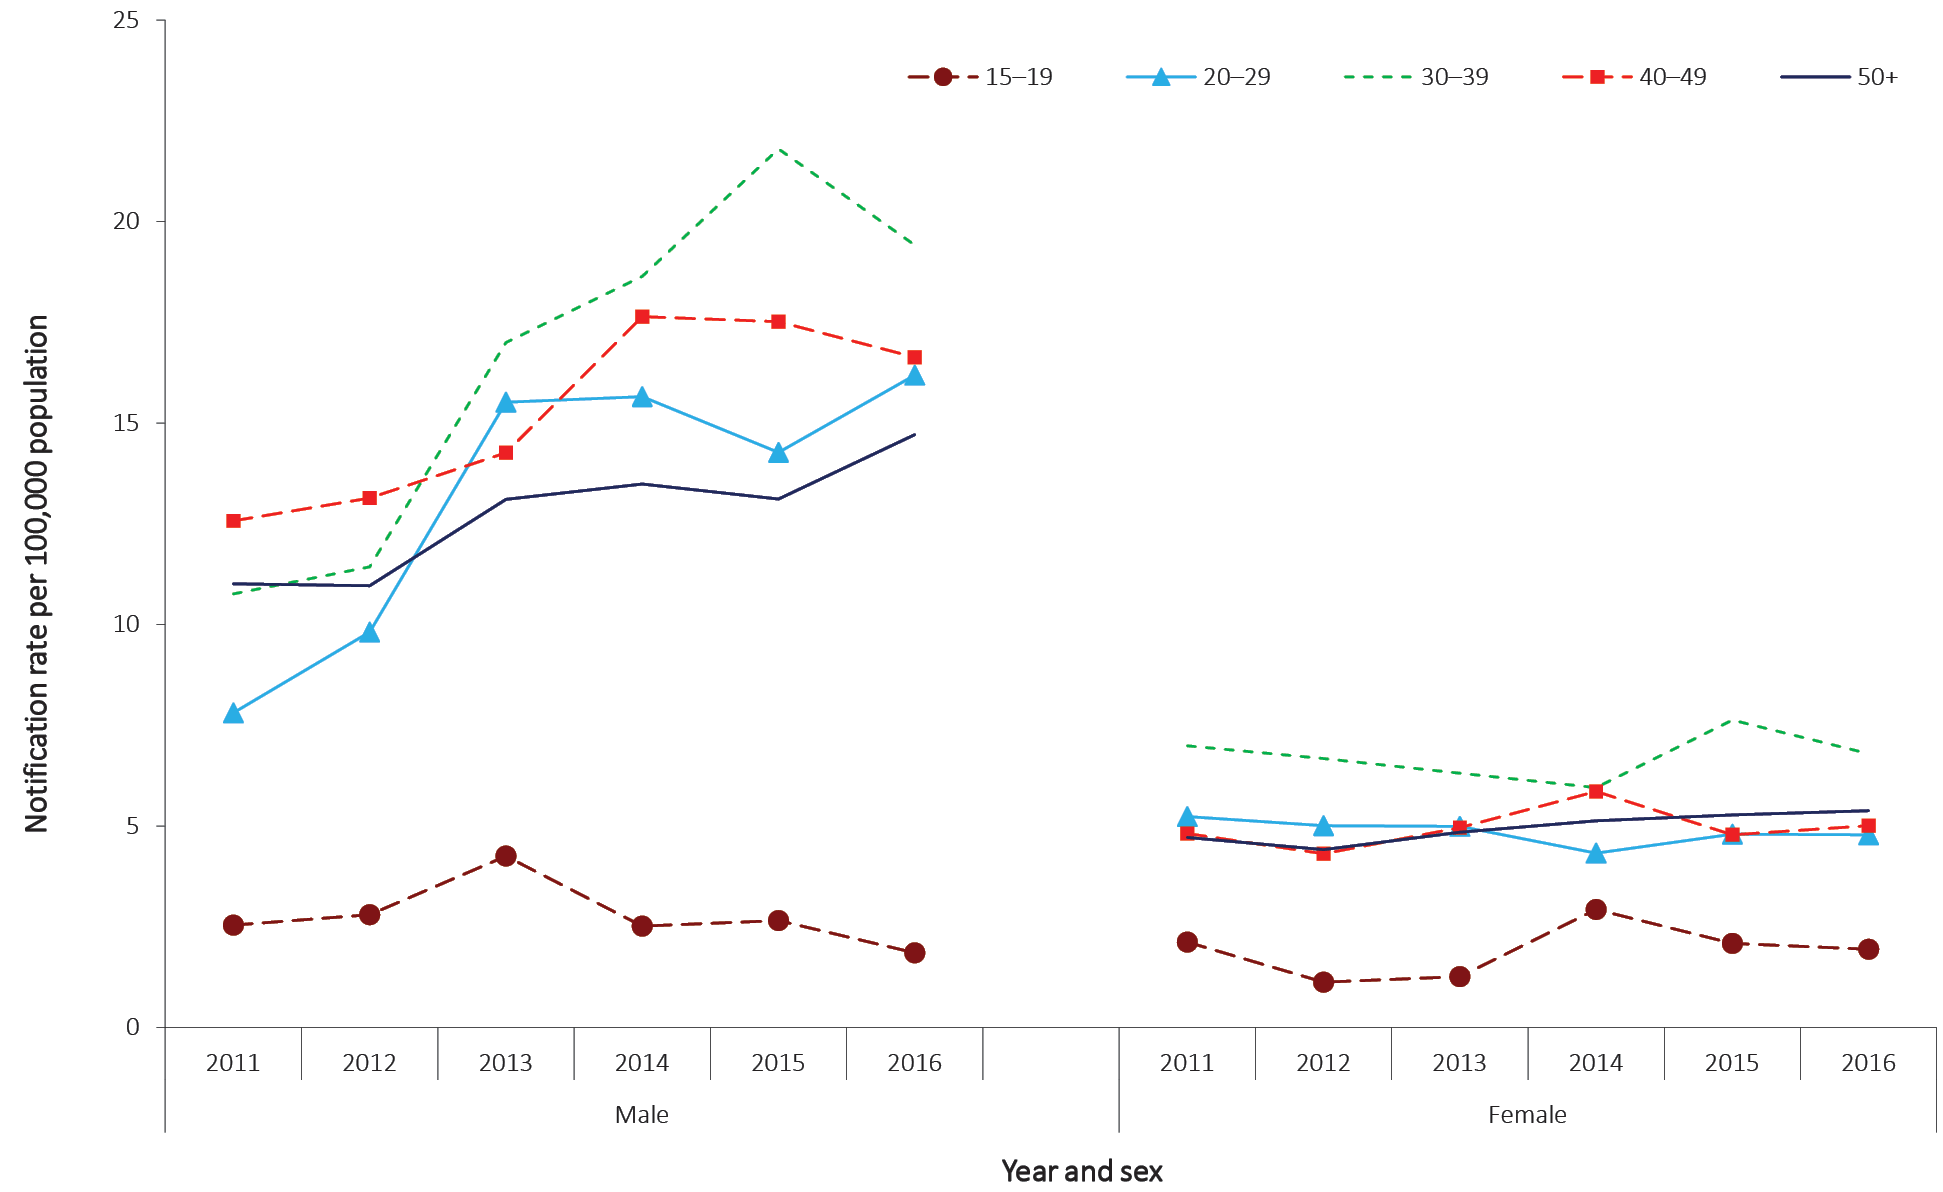 25
15–19 20–29 30–39 40–49 50+
20
15
10
5
0
Notification rate per 100,000 population
2011 2012 2013 2014 2015 2016 2011 2012 2013 2014 2015 2016
Male Female
Year and sex